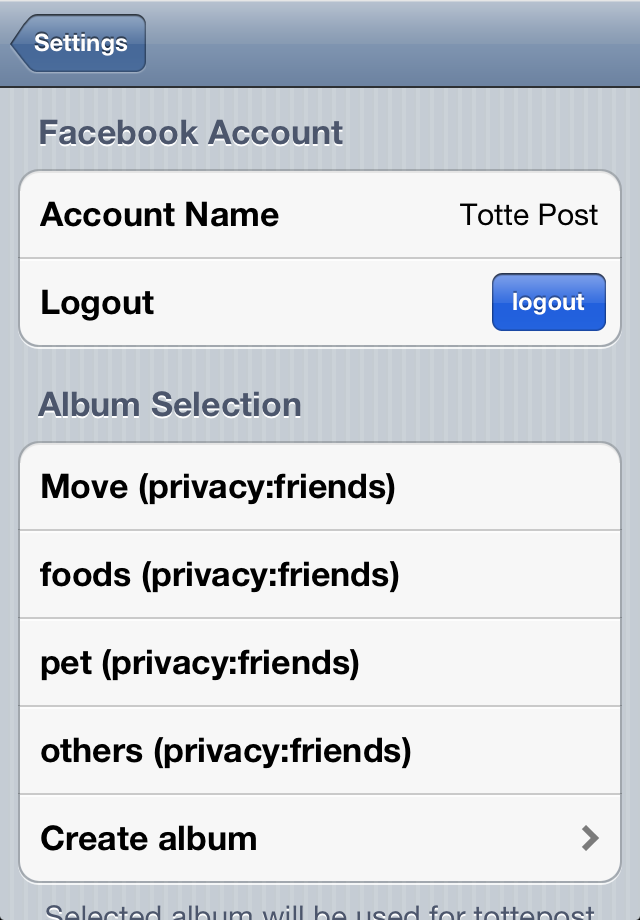 Settings
Facebook Account
Account Name Totte Post
Logout logout
Album Selection
Move (privacy:friends)
foods (privacy:friends)
pet (privacy:friends)
others (privacy:friends)
Create album
Selected album will be used for tottepost